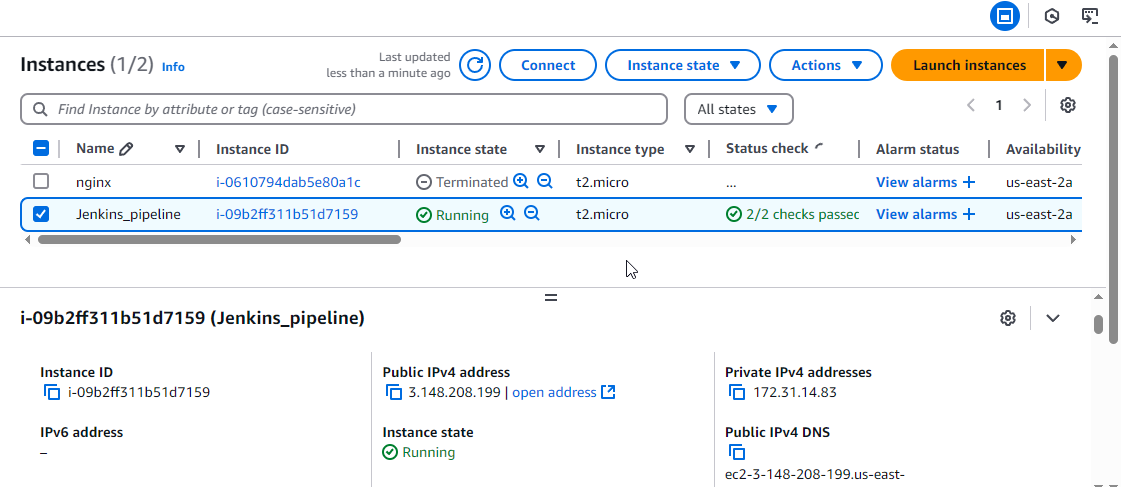 Instances (1/2) Info
Last updated
less than a minute ago
Connect
Instance state
Actions
Launch instances
Find Instance by attribute or tag (case-sensitive)
All states
1
Name Instance ID Instance state Instance type Status check Alarm status Availability
nginx i-0610794dab5e80a1c Terminated t2.micro ... View alarms + us-east-2a
Jenkins_pipeline i-09b2ff311b51d7159 Running t2.micro 2/2 checks passed View alarms + us-east-2a
i-09b2ff311b51d7159 (Jenkins_pipeline)
Instance ID Public IPv4 address Private IPv4 addresses
i-09b2ff311b51d7159 3.148.208.199 | open address 172.31.14.83
IPv6 address Instance state Public IPv4 DNS
– Running
ec2-3-148-208-199.us-east-